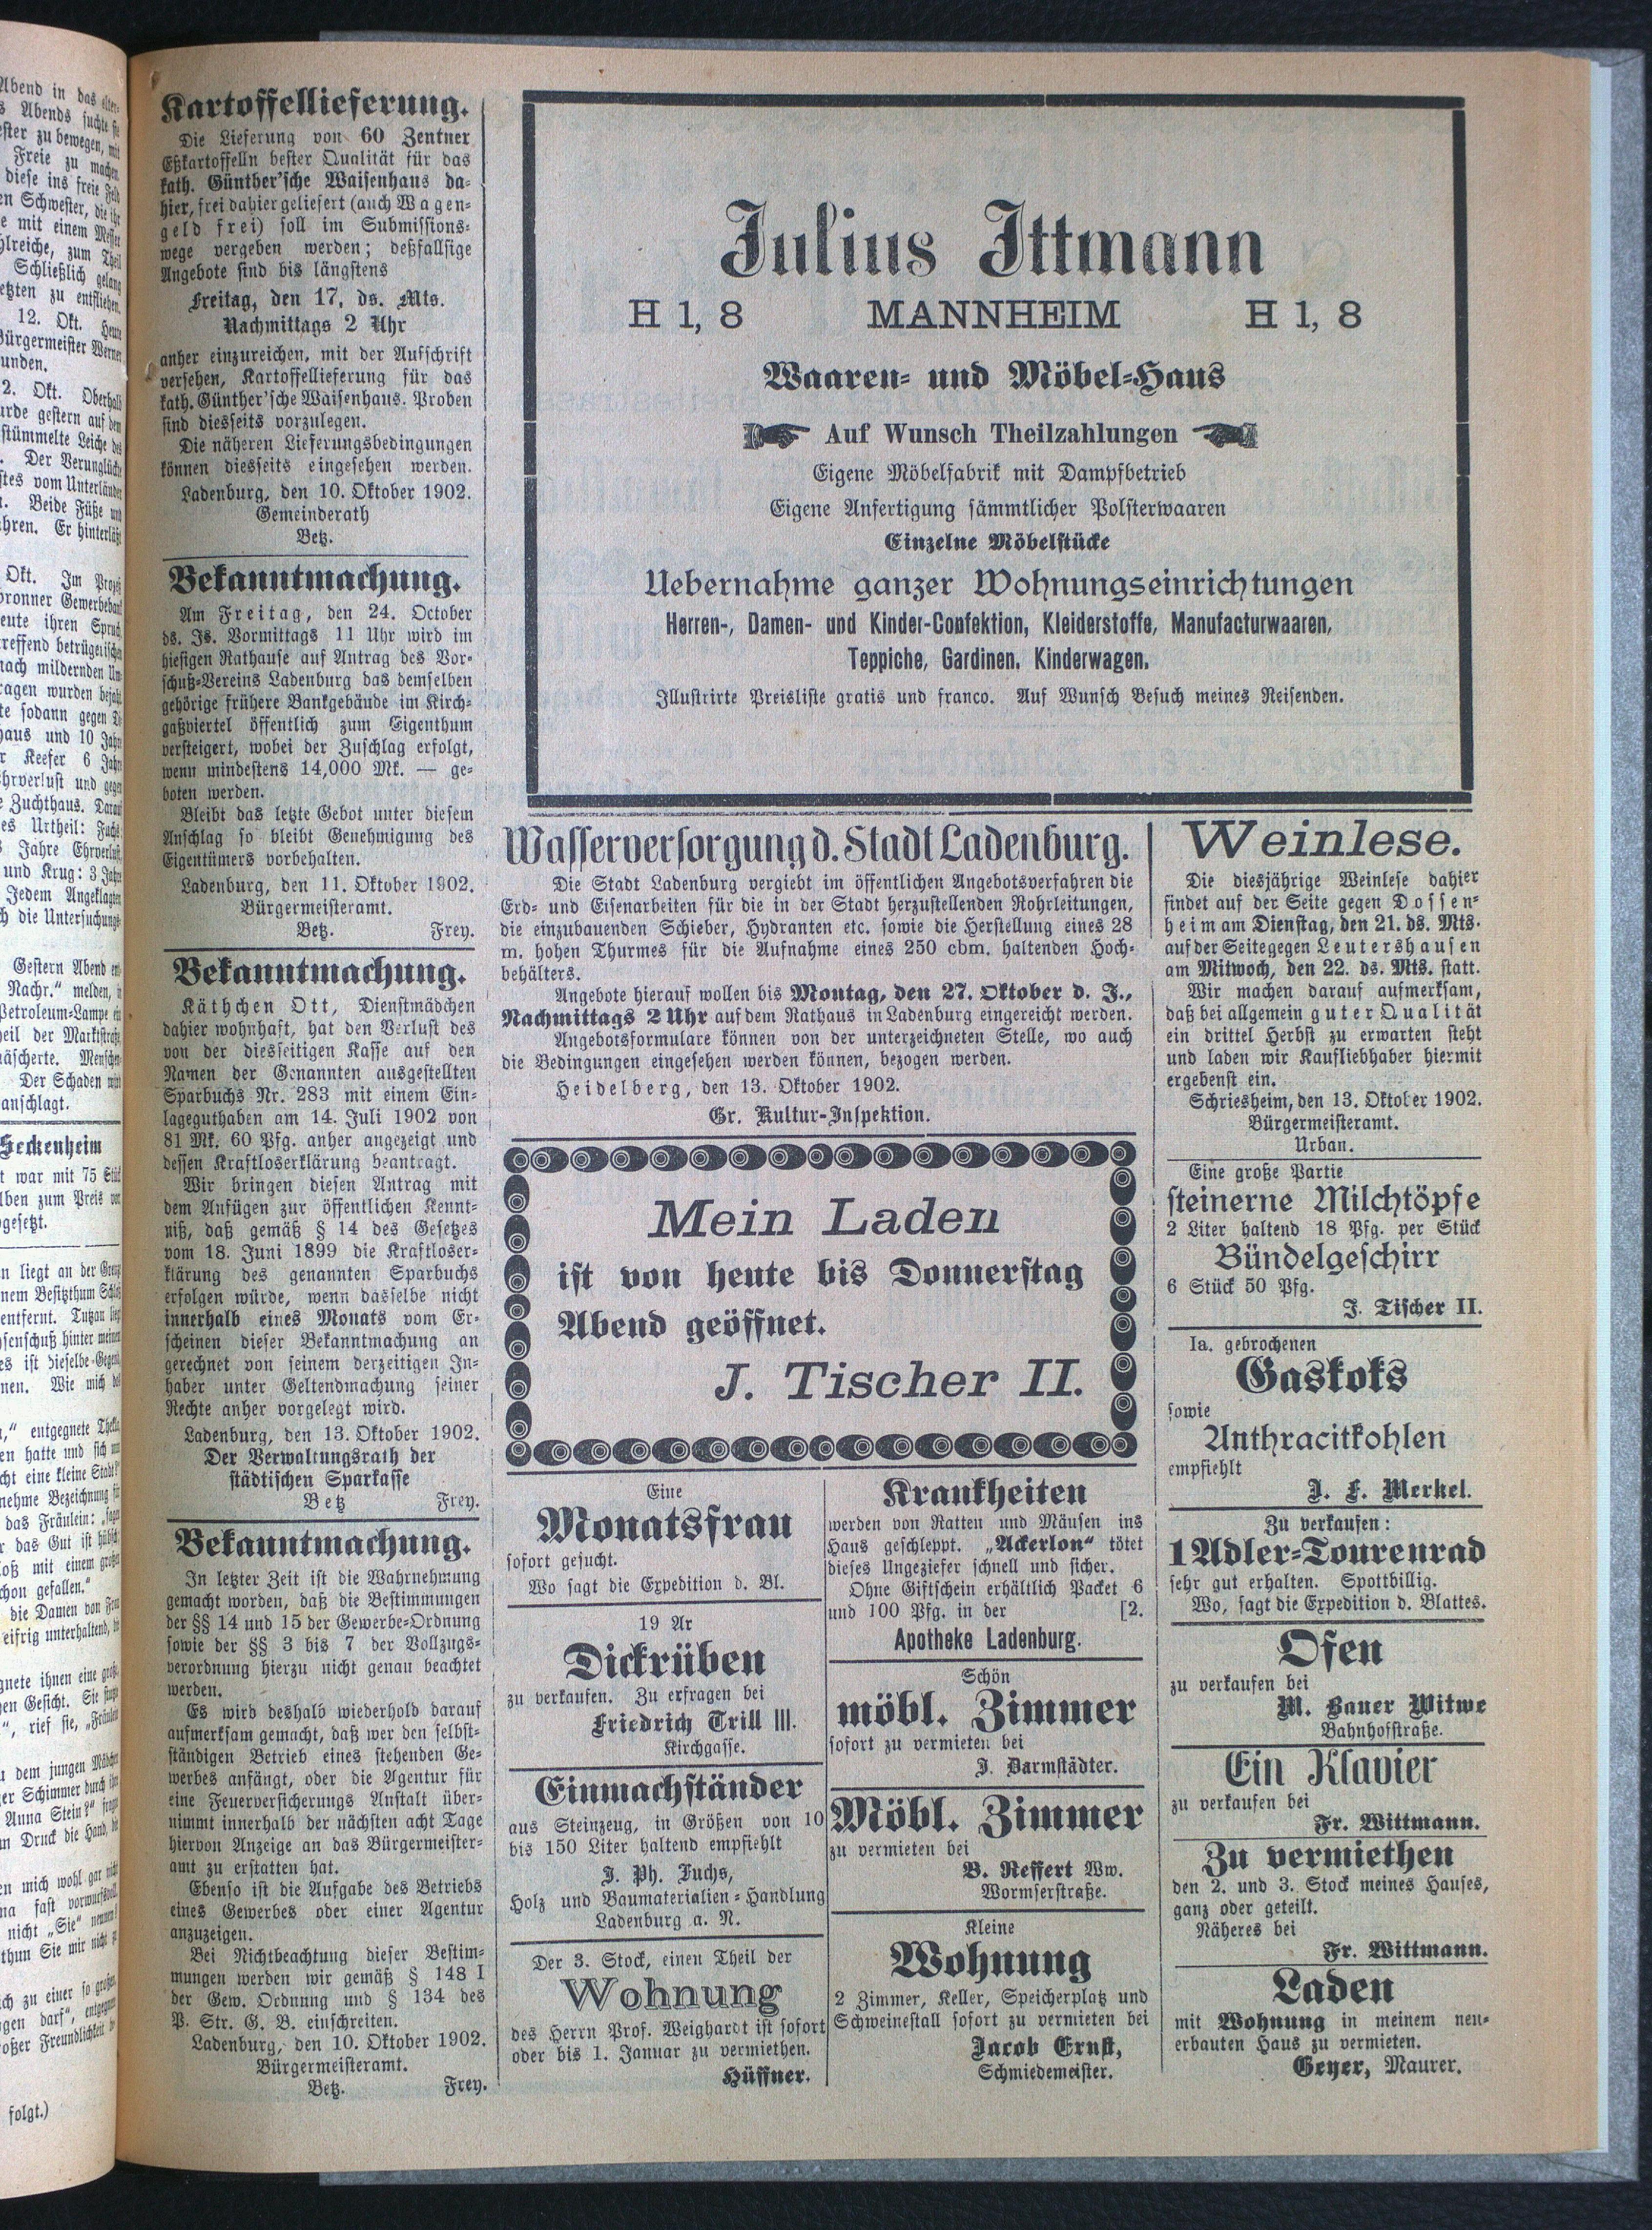 Kartoffellieferung.
Die Lieferung von 60 Zentner
Eßkartoffelln bester Qualität für das
kath. Günther'sche Waisenhaus da-
hier, frei dahier geliefert (auch Wagen-
geld frei) soll im Submissions-
wege vergeben werden; deßfallsige
Angebote sind bis längstens
Freitag, den 17. ds. Mts.
Nachmittags 2 Uhr
anher einzureichen, mit der Aufschrift
versehen, Kartoffellieferung für das
kath. Günther'sche Waisenhaus. Proben
sind diesseits vorzulegen.
Die näheren Lieferungsbedingungen
können diesseits eingesehen werden.
Ladenburg, den 10. Oktober 1902.
Gemeinderath
Betz.
Bekanntmachung.
Am Freitag, den 24. October
ds. Js. Vormittags 11 Uhr wird im
hiesigen Rathause auf Antrag des Vor-
schuß-Vereins Ladenburg das demselben
gehörige frühere Bankgebäude im Kirch-
gaßviertel öffentlich zum Eigenthum
versteigert, wobei der Zuschlag erfolgt,
wenn mindestens 14,000 Mk. — ge-
boten werden.
Bleibt das letzte Gebot unter diesem
Anschlag so bleibt Genehmigung des
Eigentümers vorbehalten.
Ladenburg, den 11. Oktober 1902.
Bürgermeisteramt.
Betz. Frey.
Bekanntmachung.
Käthchen Ott, Dienstmädchen
dahier wohnhaft, hat den Verlust des
von der diesseitigen Kasse auf den
Namen der Genannten ausgestellten
Sparbuchs Nr. 283 mit einem Ein-
lageguthaben am 14. Juli 1902 von
81 Mk. 60 Pfg. anher angezeigt und
dessen Kraftloserklärung beantragt.
Wir bringen diesen Antrag mit
dem Anfügen zur öffentlichen Kennt-
niß, daß gemäß § 14 des Gesetzes
vom 18. Juni 1899 die Kraftloser-
klärung des genannten Sparbuchs
erfolgen würde, wenn dasselbe nicht
innerhalb eines Monats vom Er-
scheinen dieser Bekanntmachung an
gerechnet von seinem derzeitigen In-
haber unter Geltendmachung seiner
Rechte anher vorgelegt wird.
Ladenburg, den 13. Oktober 1902.
Der Verwaltungsrath der
städtischen Sparkasse
Betz Frey.
Bekanntmachung.
In letzter Zeit ist die Wahrnehmung
gemacht worden, daß die Bestimmungen
der §§ 14 und 15 der Gewerbe-Ordnung
sowie der §§ 3 bis 7 der Vollzugs-
verordnung hierzu nicht genau beachtet
werden.
Es wird deshalb wiederhold darauf
aufmerksam gemacht, daß wer den selbst-
ständigen Betrieb eines stehenden Ge-
werbes anfängt, oder die Agentur für
eine Feuerversicherungs Anstalt über-
nimmt innerhalb der nächsten acht Tage
hiervon Anzeige an das Bürgermeister-
amt zu erstatten hat.
Ebenso ist die Aufgabe des Betriebs
eines Gewerbes oder einer Agentur
anzuzeigen.
Bei Nichtbeachtung dieser Bestim-
mungen werden wir gemäß § 148 I
der Gew. Ordnung und § 134 des
P. Str. G. B. einschreiten.
Ladenburg, den 10. Oktober 1902.
Bürgermeisteramt.
Betz. Frey.
Julius Ittmann
H 1, 8 MANNHEIM H 1, 8
Waaren- und Möbel-Haus
Auf Wunsch Theilzahlungen
Eigene Möbelfabrik mit Dampfbetrieb
Eigene Anfertigung sämmtlicher Polsterwaaren
Einzelne Möbelstücke
Uebernahme ganzer Wohnungseinrichtungen
Herren-, Damen- und Kinder-Confektion, Kleiderstoffe, Manufacturwaaren,
Teppiche, Gardinen, Kinderwagen.
Illustrirte Preisliste gratis und franco. Auf Wunsch Besuch meines Reisenden.
Wasserversorgung d. Stadt Ladenburg.
Die Stadt Ladenburg vergiebt im öffentlichen Angebotsverfahren die
Erd- und Eisenarbeiten für die in der Stadt herzustellenden Rohrleitungen,
die einzubauenden Schieber, Hydranten etc. sowie die Herstellung eines 28
m. hohen Thurmes für die Aufnahme eines 250 cbm. haltenden Hoch-
behälters.
Angebote hierauf wollen bis Montag, den 27. Oktober d. J.,
Nachmittags 2 Uhr auf dem Rathaus in Ladenburg eingereicht werden.
Angebotsformulare können von der unterzeichneten Stelle, wo auch
die Bedingungen eingesehen werden können, bezogen werden.
Heidelberg, den 13. Oktober 1902.
Gr. Kultur-Inspektion.
Mein Laden
ist von heute bis Donnerstag
Abend geöffnet.
J. Tischer II.
Eine
Monatsfrau
sofort gesucht.
Wo sagt die Expedition d. Bl.
19 Ar
Dickrüben
zu verkaufen. Zu erfragen bei
Friedrich Trill III.
Kirchgasse.
Einmachständer
aus Steinzeug, in Größen von 10
bis 150 Liter haltend empfiehlt
J. Ph. Fuchs,
Holz und Baumaterialien-Handlung
Ladenburg a. N.
Der 3. Stock, einen Theil der
Wohnung
des Herrn Prof. Weighardt ist sofort
oder bis 1. Januar zu vermiethen.
Hüffner.
Krankheiten
werden von Ratten und Mäusen ins
Haus geschleppt. „Ackerlon“ tötet
dieses Ungeziefer schnell und sicher.
Ohne Giftschein erhältlich Packet 6
und 100 Pfg. in der [2.
Apotheke Ladenburg.
Schön
möbl. Zimmer
sofort zu vermieten bei
J. Darmstädter.
Möbl. Zimmer
zu vermieten bei
B. Neffert Ww.
Wormserstraße.
Kleine
Wohnung
2 Zimmer, Keller, Speicherplatz und
Schweinestall sofort zu vermieten bei
Jacob Ernst,
Schmiedemeister.
Weinlese.
Die diesjährige Weinlese dahier
findet auf der Seite gegen Dossen-
heim am Dienstag, den 21. ds. Mts.
auf der Seite gegen Leutershausen
am Mitwoch, den 22. ds. Mts. statt.
Wir machen darauf aufmerksam,
daß bei allgemein guter Qualität
ein drittel Herbst zu erwarten steht
und laden wir Kaufliebhaber hiermit
ergebenst ein.
Schriesheim, den 13. Oktober 1902.
Bürgermeisteramt.
Urban.
Eine große Partie
steinerne Milchtöpfe
2 Liter haltend 18 Pfg. per Stück
Bündelgeschirr
6 Stück 50 Pfg.
J. Tischer II.
Ia. gebrochenen
Gaskoks
sowie
Anthracitkohlen
empfiehlt
J. F. Merkel.
Zu verkaufen:
1 Adler-Tourenrad
sehr gut erhalten. Spottbillig.
Wo, sagt die Expedition d. Blattes.
Ofen
zu verkaufen bei
M. Bauer Witwe
Bahnhofstraße.
Ein Klavier
zu verkaufen bei
Fr. Wittmann.
Zu vermiethen
den 2. und 3. Stock meines Hauses,
ganz oder geteilt.
Näheres bei
Fr. Wittmann.
Laden
mit Wohnung in meinem neu-
erbauten Haus zu vermieten.
Geyer, Maurer.